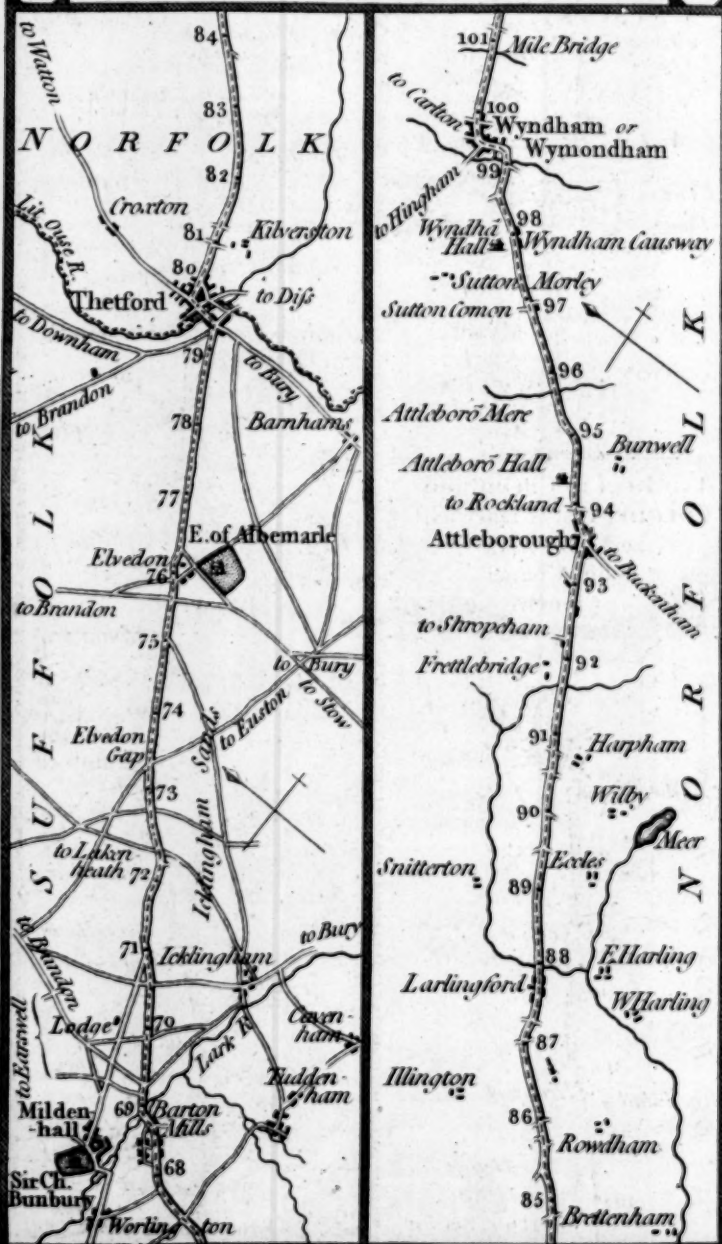 84
to Watton
83
NORFOLK
82
Croxton
81
Kilverston
Lit. Ouse R.
80
Thetford
to Diſs
to Downham
79
to Bury
to Brandon
78
Barnhams
77
E. of Albemarle
Elvedon
76
to Brandon
75
to Bury
to Stow
74
to Euston
Elvedon
Gap
73
Icklingham Sands
to Laken-
heath
72
SUFFOLK
71
Icklingham
to Bury
to Brandon
Lodge
70
Caven-
ham
to Earswell
Lark R.
Tudden-
ham
Milden-
hall
69
Barton
Mills
68
Sir Ch.
Bunbury
Worlington
101
Mile Bridge
to Carlton
100
Wyndham or
Wymondham
99
to Hingham
98
Wyndhā
Hall
Wyndham Causway
Sutton Morley
Sutton Comon
97
96
Attleborō Mere
95
Bunwell
Attleborō Hall
to Rockland
94
Attleborough
to Buckenham
93
to Shropeham
92
Frettlebridge
NORFOLK
91
Harpham
Wilby
90
Meer
Snitterton
Eccles
89
88
E. Harling
Larlingford
W. Harling
87
Illington
86
Rowdham
85
Brettenham